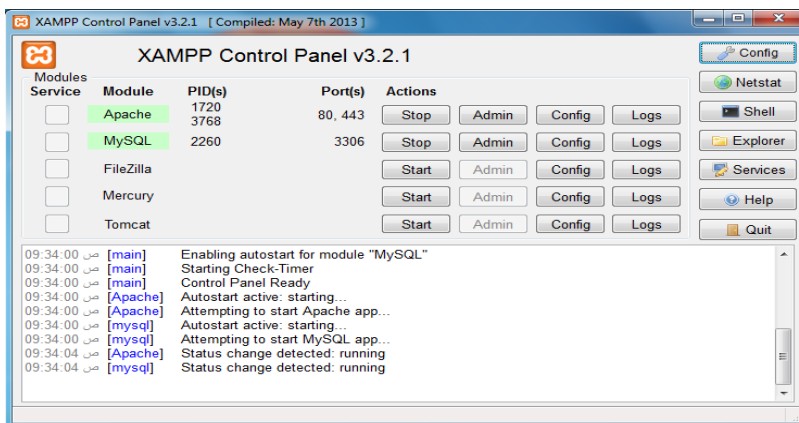 XAMPP Control Panel v3.2.1 [ Compiled: May 7th 2013 ]
XAMPP Control Panel v3.2.1
Config
Modules
Service Module PID(s) Port(s) Actions
Netstat
Apache 1720 3768 80, 443 Stop Admin Config Logs
Shell
MySQL 2260 3306 Stop Admin Config Logs
Explorer
FileZilla Start Admin Config Logs
Services
Mercury Start Admin Config Logs
Help
Tomcat Start Admin Config Logs
Quit
09:34:00 ص [main] Enabling autostart for module "MySQL"
09:34:00 ص [main] Starting Check-Timer
09:34:00 ص [main] Control Panel Ready
09:34:00 ص [Apache] Autostart active: starting...
09:34:00 ص [Apache] Attempting to start Apache app...
09:34:00 ص [mysql] Autostart active: starting...
09:34:00 ص [mysql] Attempting to start MySQL app...
09:34:04 ص [Apache] Status change detected: running
09:34:04 ص [mysql] Status change detected: running